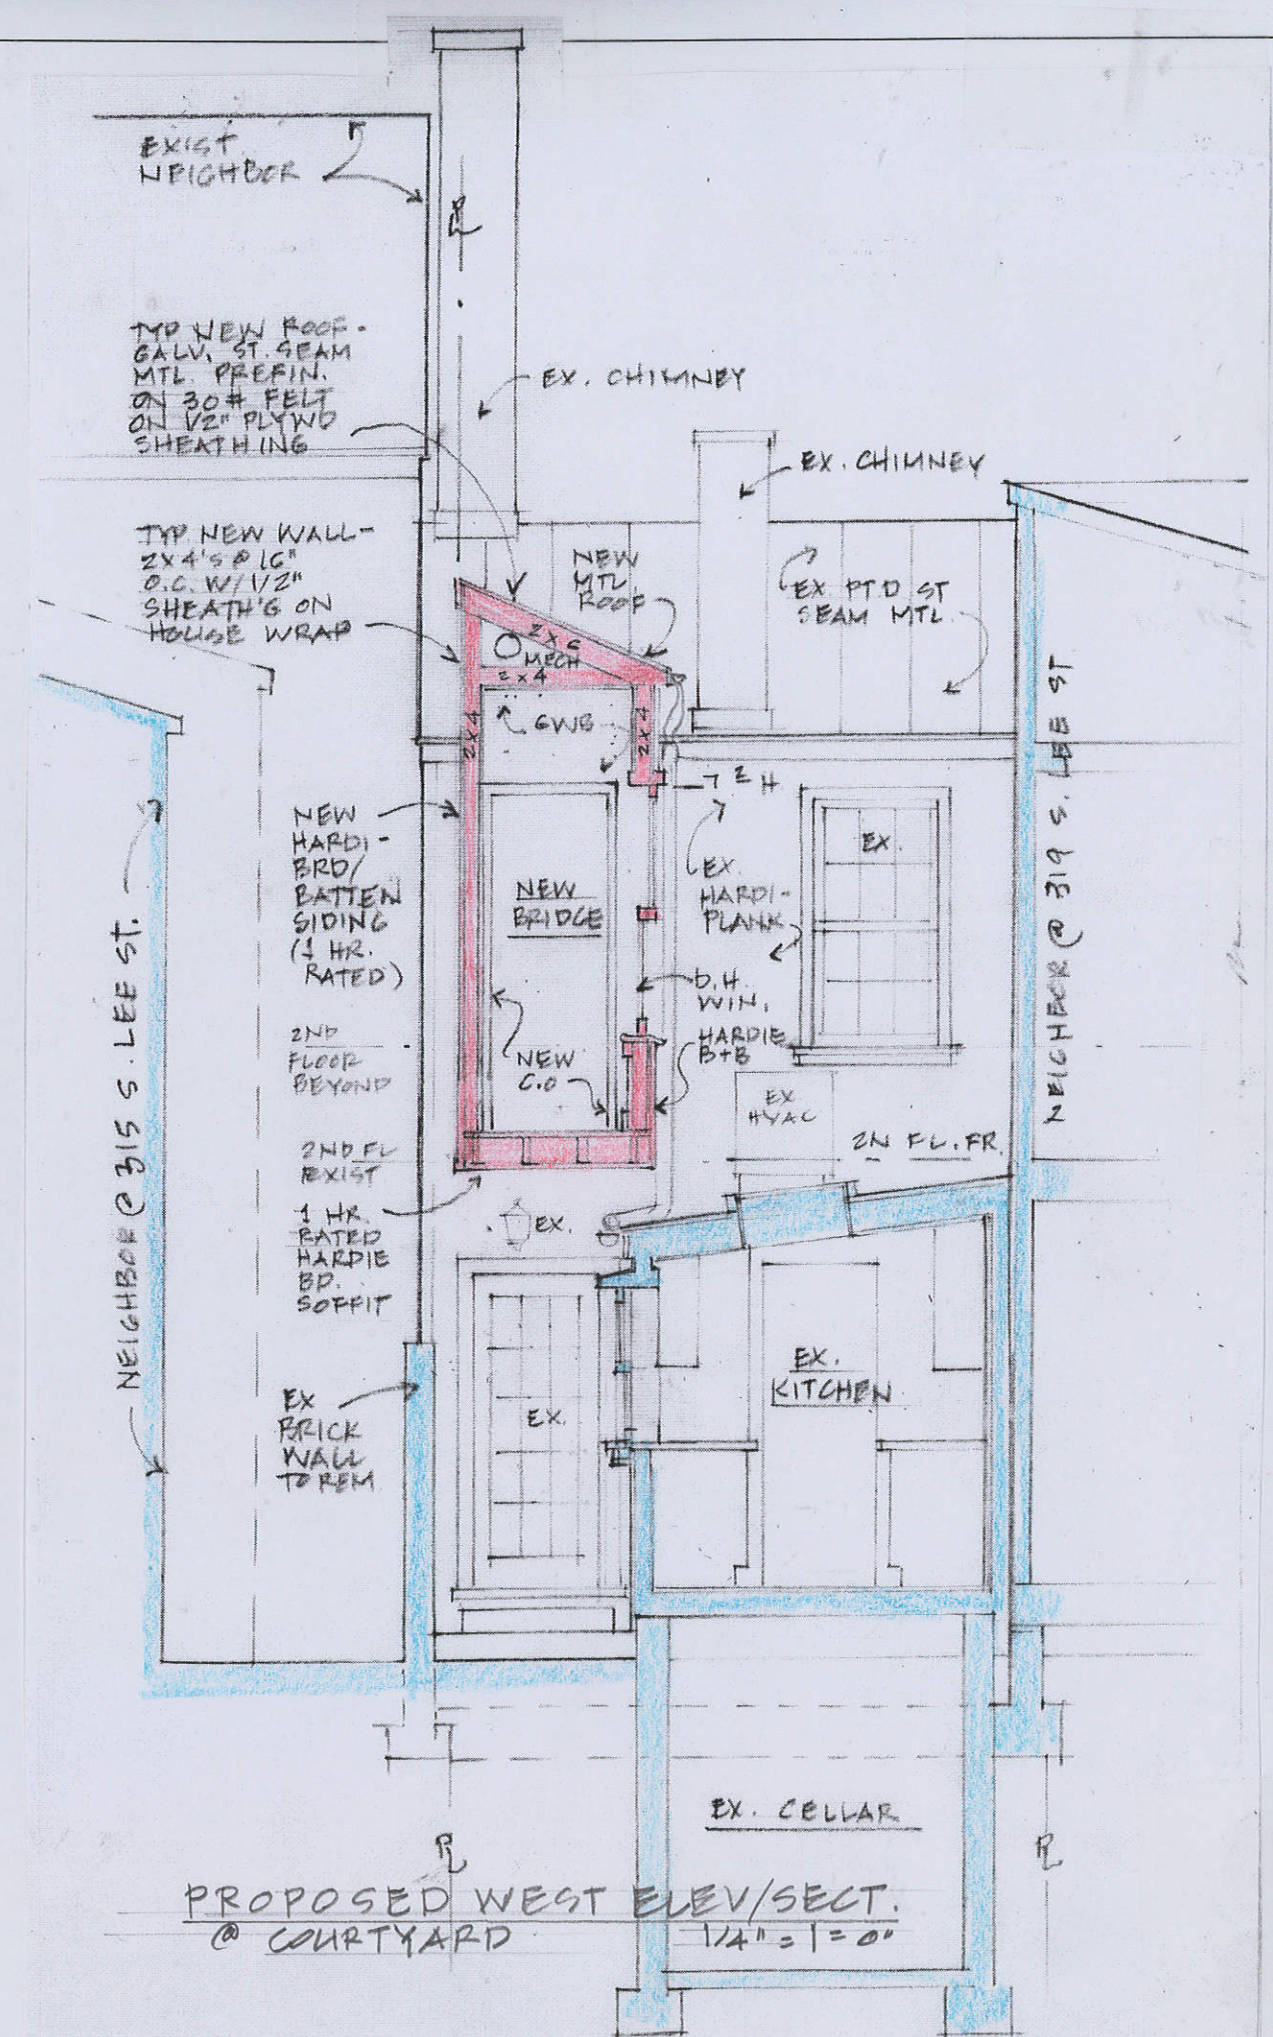 EXIST.
NEIGHBOR
PL
TYP NEW ROOF-
GALV. ST. SEAM
MTL. PREFIN.
ON 30# FELT
ON 1/2" PLYWD
SHEATHING
EX. CHIMNEY
EX. CHIMNEY
TYP NEW WALL-
2x4's @ 16"
O.C. W/ 1/2"
SHEATH'G ON
HOUSE WRAP
NEW
MTL.
ROOF
EX. PT.D ST
SEAM MTL.
2x6
MECH
2x4
GWB
2x4
2x4
NEW
HARDI-
BRD/
BATTEN
SIDING
(1 HR.
RATED)
NEW
BRIDGE
EX.
HARDI-
PLANK
EX.
D.H.
WIN.
HARDIE
B+B
NEW
C.O
2ND
FLOOR
BEYOND
EX
HVAC
2N FL. FR.
2ND FL
EXIST
1 HR.
RATED
HARDIE
BD.
SOFFIT
EX.
NEIGHBOR @ 315 S. LEE ST.
NEIGHBOR @ 319 S. LEE ST
EX
BRICK
WALL
TO REM
EX.
EX.
KITCHEN
EX. CELLAR
PL
PL
PROPOSED WEST ELEV/SECT.
@ COURTYARD
1/4" = 1'=0"